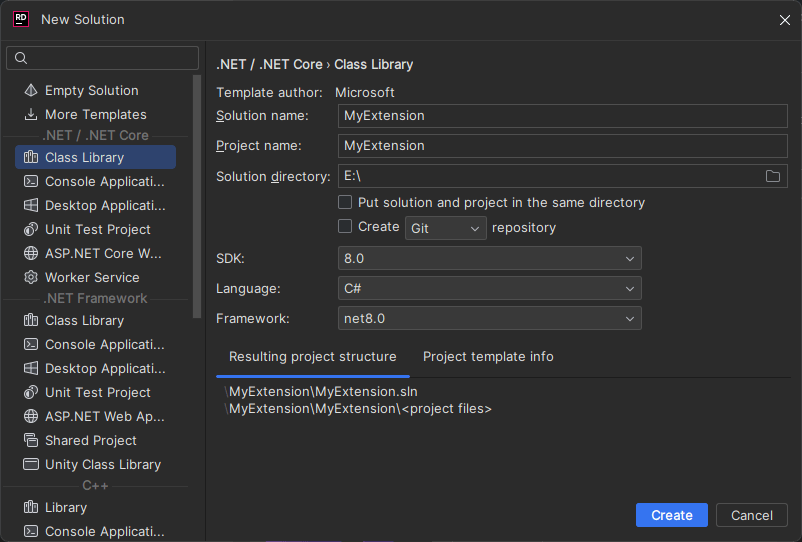 RD
New Solution
Empty Solution
More Templates
.NET / .NET Core
Class Library
Console Applicati...
Desktop Applicati...
Unit Test Project
ASP.NET Core W...
Worker Service
.NET Framework
Class Library
Console Applicati...
Desktop Applicati...
Unit Test Project
ASP.NET Web Ap...
Shared Project
Unity Class Library
C++
Library
Console Applicati...
.NET / .NET Core › Class Library
Template author: Microsoft
Solution name: MyExtension
Project name: MyExtension
Solution directory: E:\
Put solution and project in the same directory
Create Git repository
SDK: 8.0
Language: C#
Framework: net8.0
Resulting project structure Project template info
\MyExtension\MyExtension.sln
\MyExtension\MyExtension\<project files>
Create Cancel